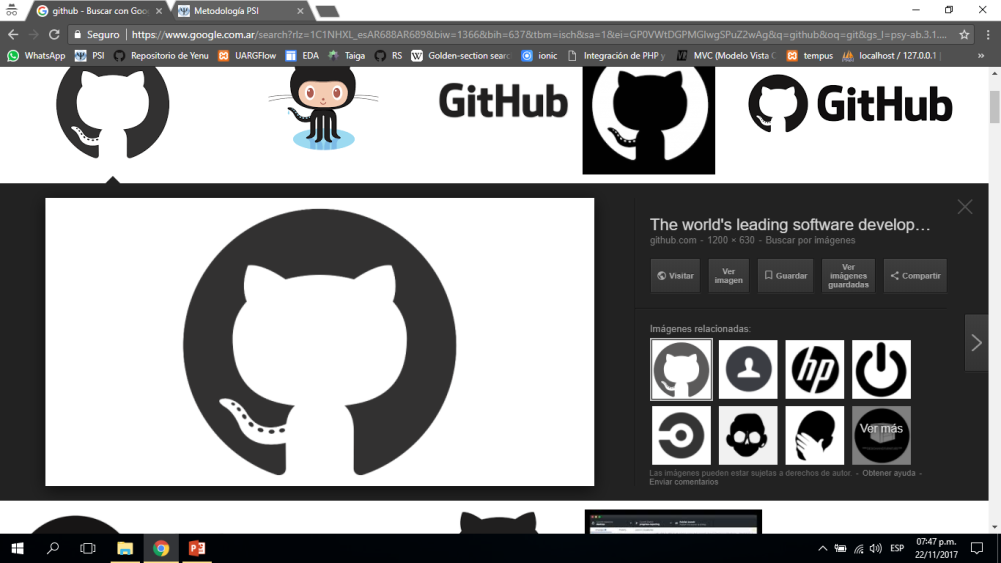 github - Buscar con Goo
Metodología PSI
Seguro | https://www.google.com.ar/search?rlz=1C1NHXL_esAR688AR689&biw=1366&bih=637&tbm=isch&sa=1&ei=GP0VWtDGPMGlwgSPuZ2wAg&q=github&oq=git&gs_l=psy-ab.3.1....
WhatsApp
PSI
Repositorio de Yenu
UARGFlow
EDA
Taiga
RS
Golden-section searc
ionic
Integración de PHP y
MVC (Modelo Vista C
tempus
localhost / 127.0.0.1 |
»
GitHub
GitHub
The world's leading software develop…
github.com - 1200 × 630 - Buscar por imágenes
Visitar
Ver imagen
Guardar
Ver imágenes guardadas
Compartir
Imágenes relacionadas:
hp
Ver más
Las imágenes pueden estar sujetas a derechos de autor. - Obtener ayuda -
Enviar comentarios
ESP
07:47 p.m.
22/11/2017